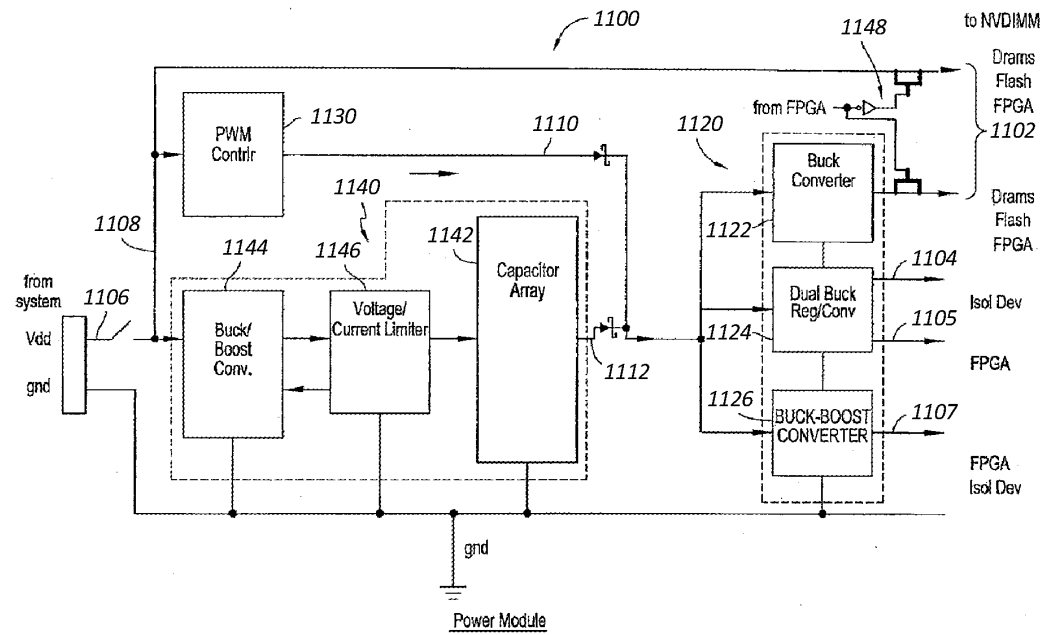 1100
to NVDIMM
1148
Drams
Flash
FPGA
1102
from FPGA
1130
PWM
Contrlr
1110
1120
Buck
Converter
1122
Drams
Flash
FPGA
1140
1108
1144
1146
1142
Capacitor
Array
1104
from
system
1106
Vdd
gnd
Buck/
Boost
Conv.
Voltage/
Current Limiter
1112
Dual Buck
Reg/Conv
1124
Isol Dev
1105
FPGA
1126
BUCK-BOOST
CONVERTER
1107
FPGA
Isol Dev
gnd
Power Module